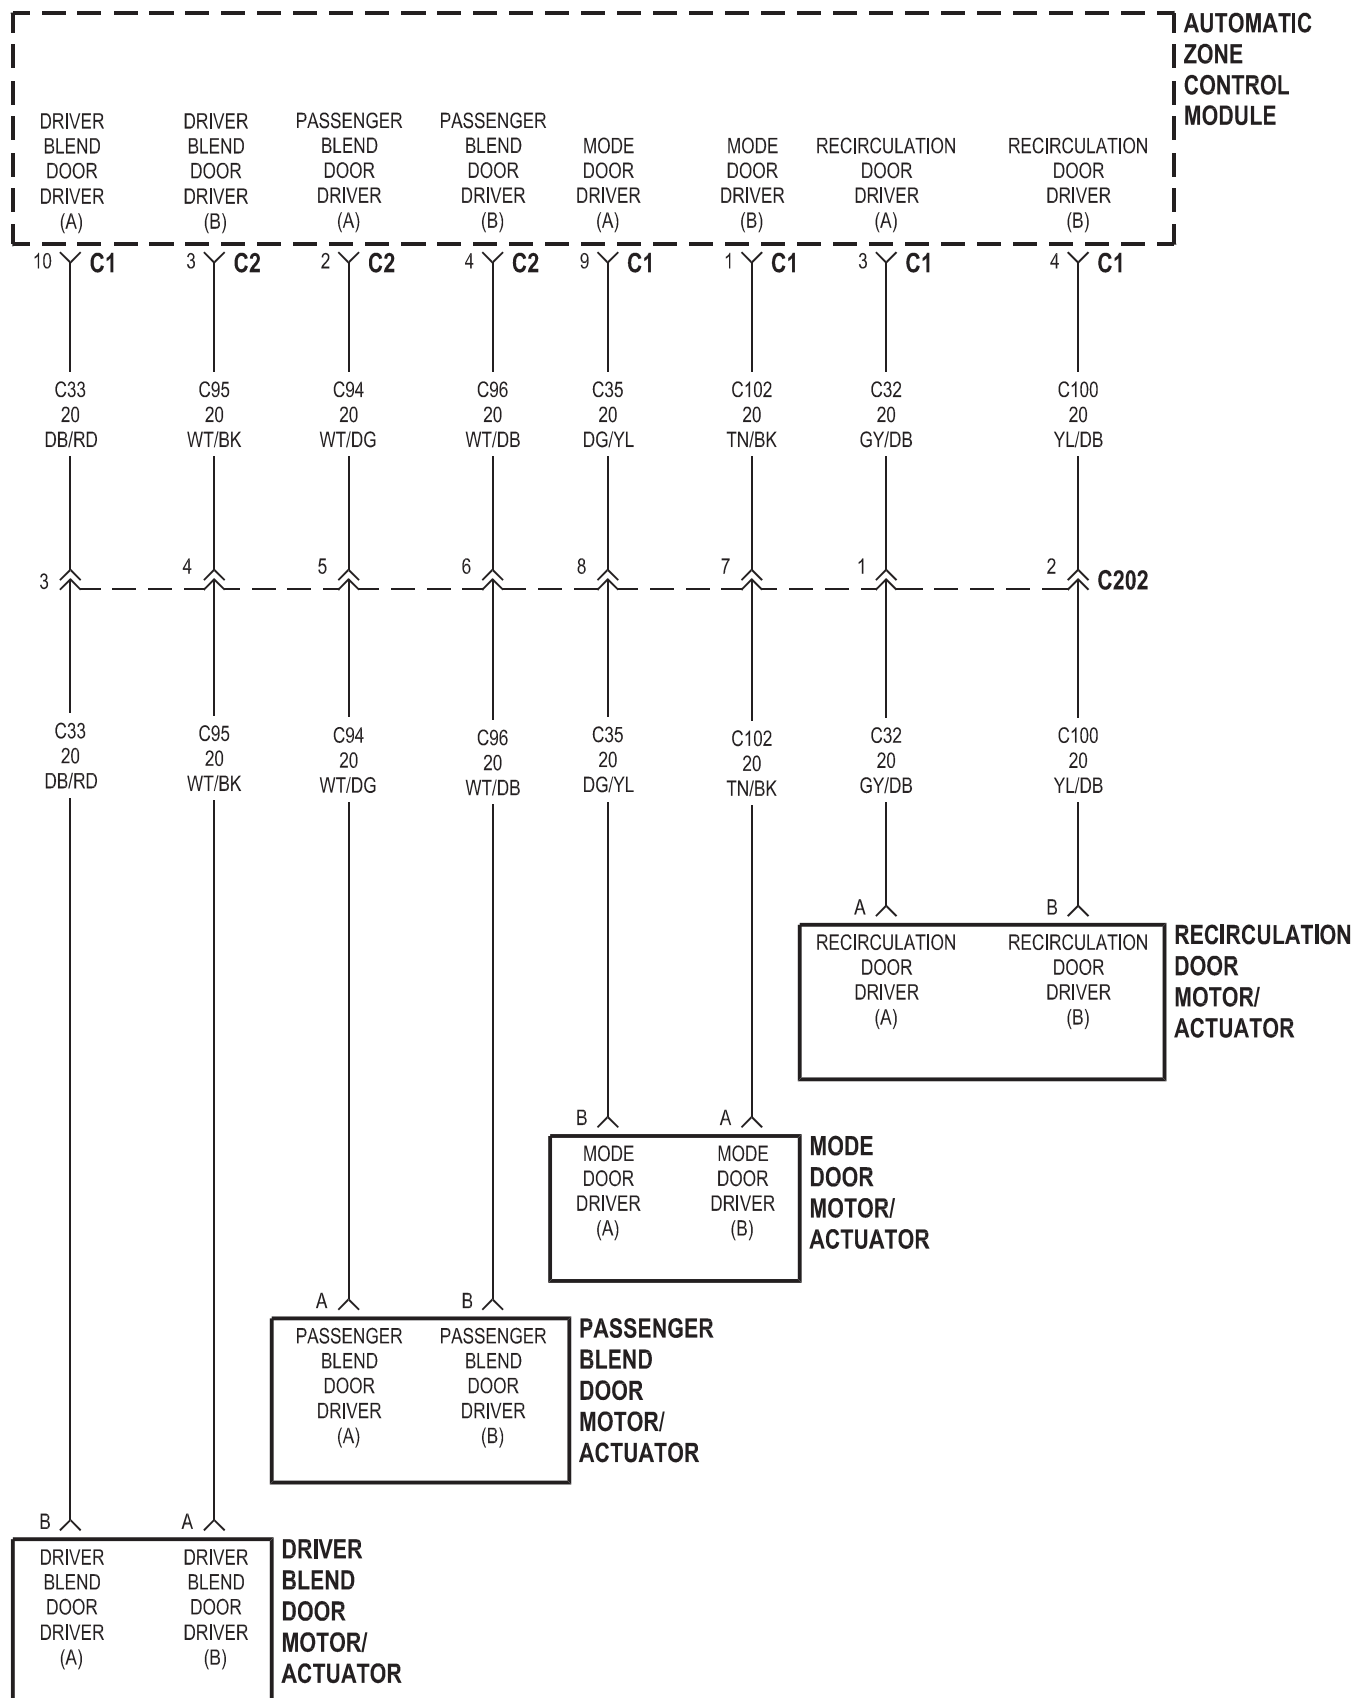 AUTOMATIC
ZONE
CONTROL
MODULE
DRIVER
BLEND
DOOR
DRIVER
(A)
DRIVER
BLEND
DOOR
DRIVER
(B)
PASSENGER
BLEND
DOOR
DRIVER
(A)
PASSENGER
BLEND
DOOR
DRIVER
(B)
MODE
DOOR
DRIVER
(A)
MODE
DOOR
DRIVER
(B)
RECIRCULATION
DOOR
DRIVER
(A)
RECIRCULATION
DOOR
DRIVER
(B)
10 C1
3 C2
2 C2
4 C2
9 C1
1 C1
3 C1
4 C1
C33
20
DB/RD
C95
20
WT/BK
C94
20
WT/DG
C96
20
WT/DB
C35
20
DG/YL
C102
20
TN/BK
C32
20
GY/DB
C100
20
YL/DB
3
4
5
6
8
7
1
2
C202
C33
20
DB/RD
C95
20
WT/BK
C94
20
WT/DG
C96
20
WT/DB
C35
20
DG/YL
C102
20
TN/BK
C32
20
GY/DB
C100
20
YL/DB
A
B
RECIRCULATION
DOOR
DRIVER
(A)
RECIRCULATION
DOOR
DRIVER
(B)
RECIRCULATION
DOOR
MOTOR/
ACTUATOR
B
A
MODE
DOOR
DRIVER
(A)
MODE
DOOR
DRIVER
(B)
MODE
DOOR
MOTOR/
ACTUATOR
A
B
PASSENGER
BLEND
DOOR
DRIVER
(A)
PASSENGER
BLEND
DOOR
DRIVER
(B)
PASSENGER
BLEND
DOOR
MOTOR/
ACTUATOR
B
A
DRIVER
BLEND
DOOR
DRIVER
(A)
DRIVER
BLEND
DOOR
DRIVER
(B)
DRIVER
BLEND
DOOR
MOTOR/
ACTUATOR